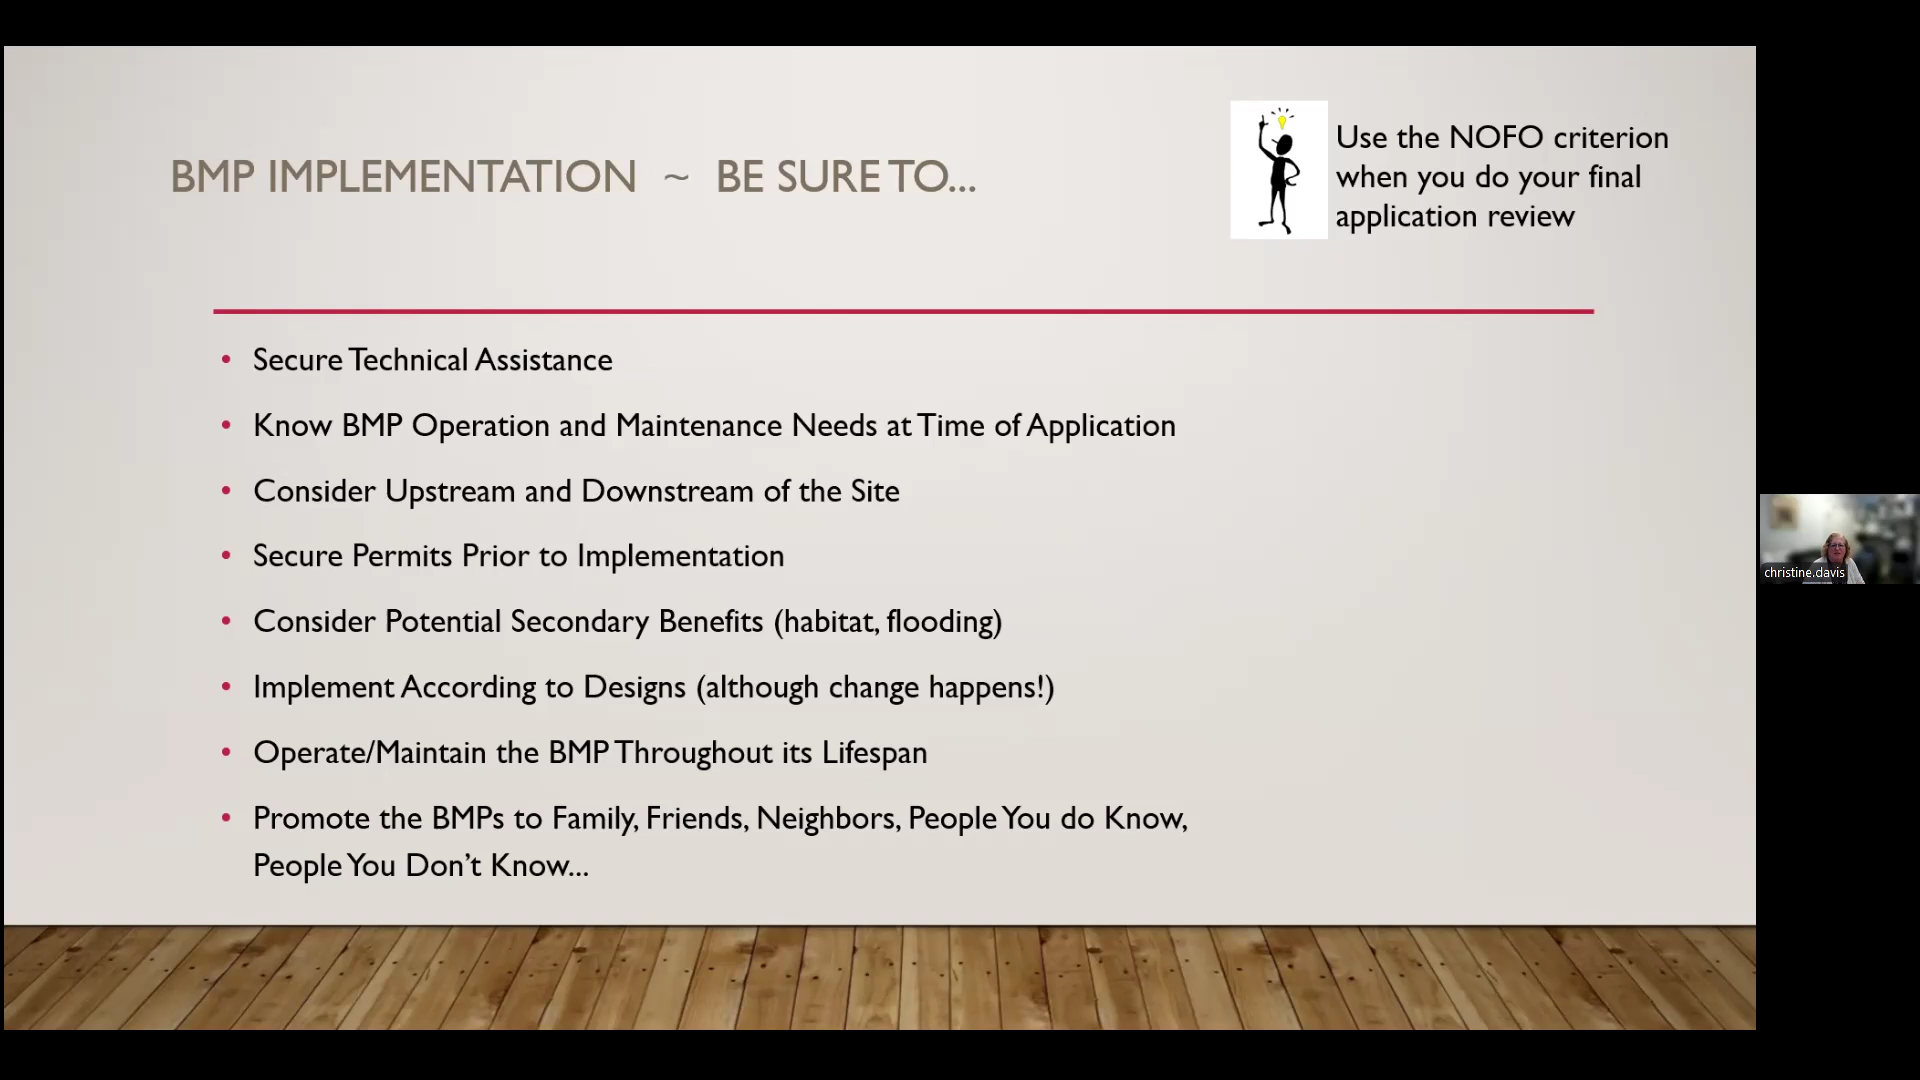 BMP IMPLEMENTATION ~ BE SURE TO...
Use the NOFO criterion
when you do your final
application review
• Secure Technical Assistance
• Know BMP Operation and Maintenance Needs at Time of Application
• Consider Upstream and Downstream of the Site
• Secure Permits Prior to Implementation
• Consider Potential Secondary Benefits (habitat, flooding)
• Implement According to Designs (although change happens!)
• Operate/Maintain the BMP Throughout its Lifespan
• Promote the BMPs to Family, Friends, Neighbors, People You do Know,
People You Don’t Know...
christine.davis